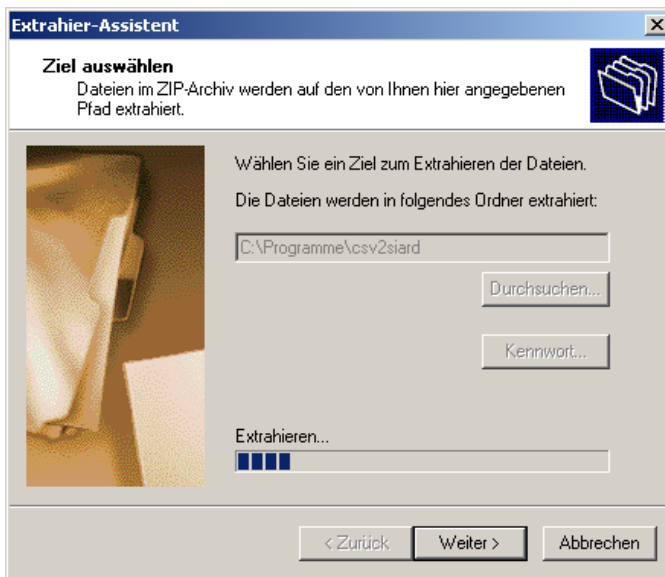 Extrahier-Assistent
Ziel auswählen
Dateien im ZIP-Archiv werden auf den von Ihnen hier angegebenen
Pfad extrahiert.
Wählen Sie ein Ziel zum Extrahieren der Dateien.
Die Dateien werden in folgendes Ordner extrahiert:
C:\Programme\csv2siard
Durchsuchen...
Kennwort...
Extrahieren...
< Zurück
Weiter >
Abbrechen